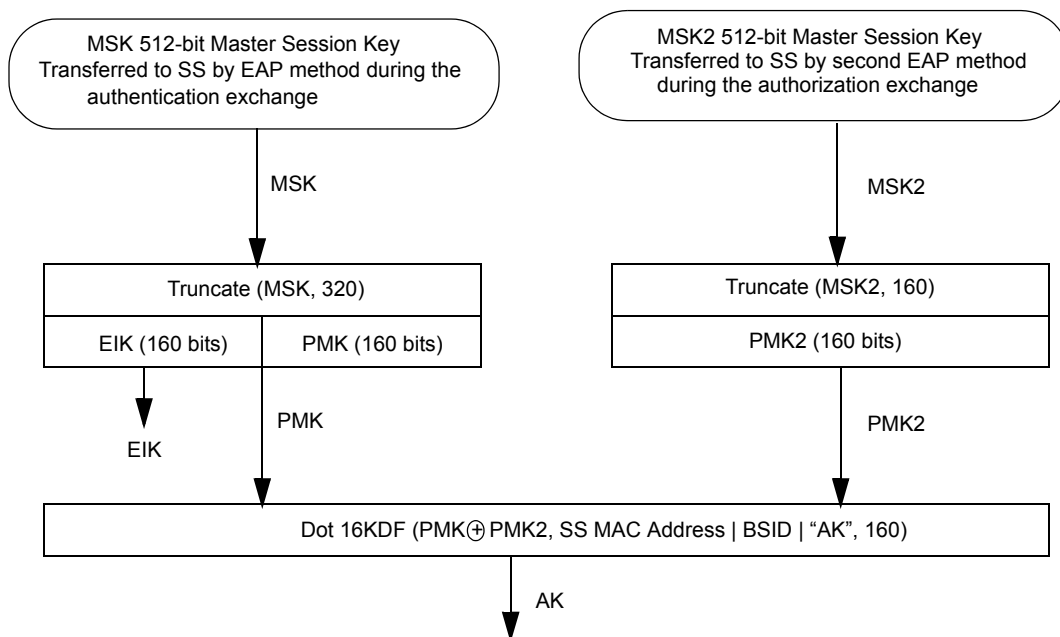 MSK 512-bit Master Session Key
Transferred to SS by EAP method during the
authentication exchange
MSK2 512-bit Master Session Key
Transferred to SS by second EAP method
during the authorization exchange
MSK
MSK2
Truncate (MSK, 320)
EIK (160 bits)
PMK (160 bits)
Truncate (MSK2, 160)
PMK2 (160 bits)
EIK
PMK
PMK2
Dot 16KDF (PMK⊕PMK2, SS MAC Address | BSID | “AK”, 160)
AK